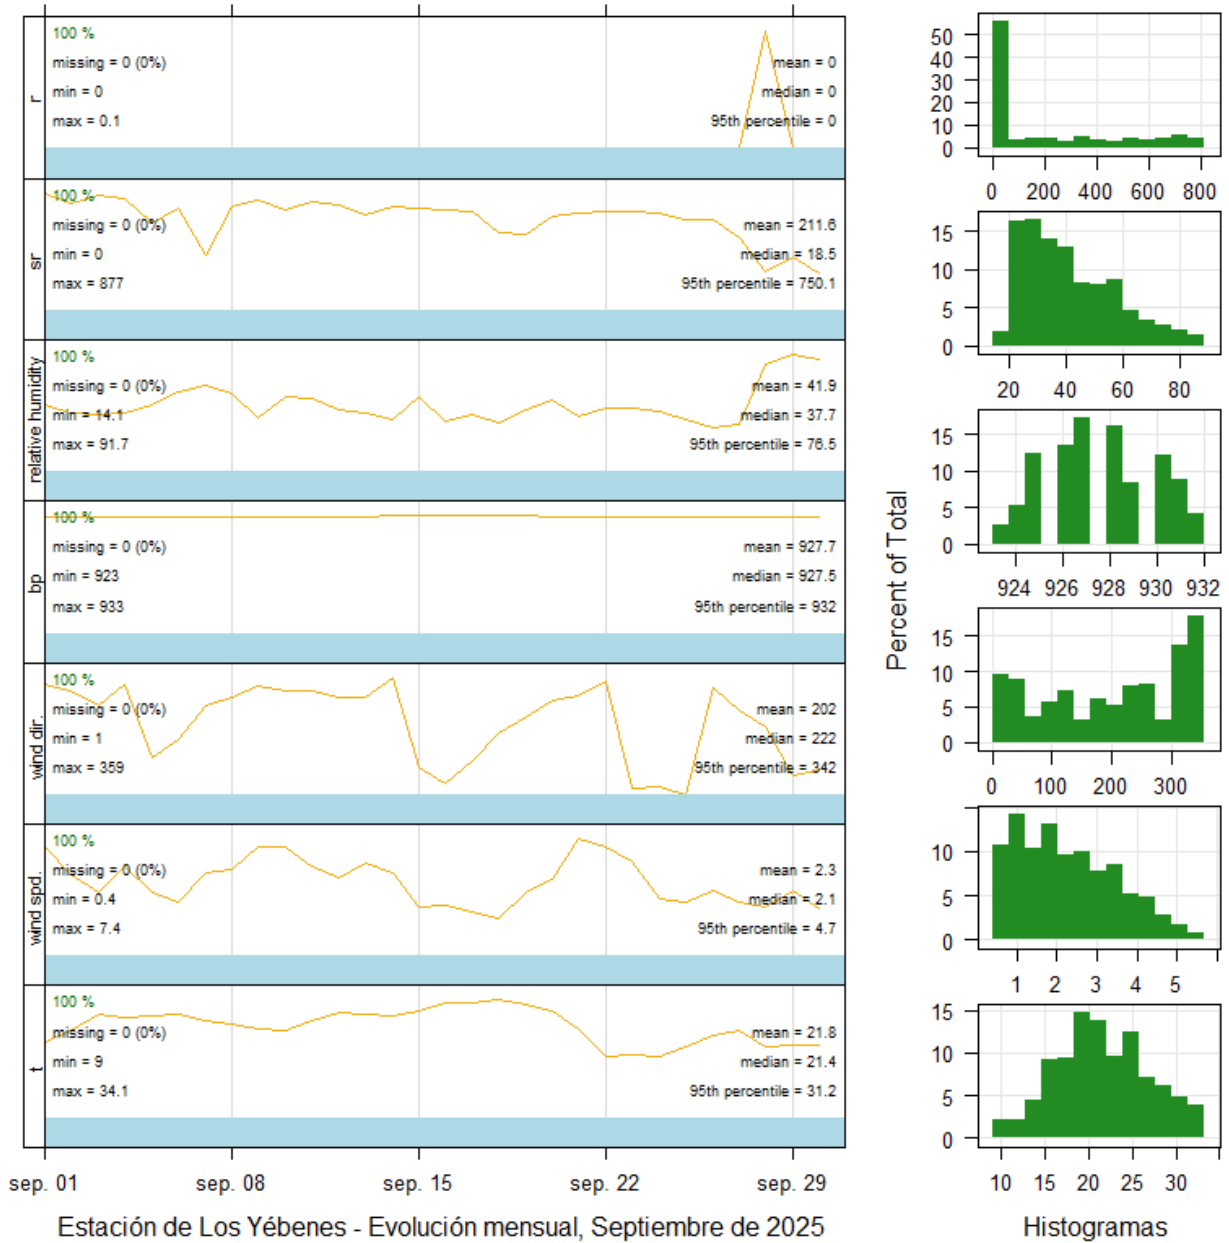 r
100 %
missing = 0 (0%)
min = 0
max = 0.1
mean = 0
median = 0
95th percentile = 0
sr
100 %
missing = 0 (0%)
min = 0
max = 877
mean = 211.6
median = 18.5
95th percentile = 750.1
relative humidity
100 %
missing = 0 (0%)
min = 14.1
max = 91.7
mean = 41.9
median = 37.7
95th percentile = 76.5
bp
100 %
missing = 0 (0%)
min = 923
max = 933
mean = 927.7
median = 927.5
95th percentile = 932
wind dir.
100 %
missing = 0 (0%)
min = 1
max = 359
mean = 202
median = 222
95th percentile = 342
wind spd.
100 %
missing = 0 (0%)
min = 0.4
max = 7.4
mean = 2.3
median = 2.1
95th percentile = 4.7
t
100 %
missing = 0 (0%)
min = 9
max = 34.1
mean = 21.8
median = 21.4
95th percentile = 31.2
sep. 01 sep. 08 sep. 15 sep. 22 sep. 29
Estación de Los Yébenes - Evolución mensual, Septiembre de 2025
Percent of Total
50
40
30
20
10
0
0 200 400 600 800
15
10
5
0
20 40 60 80
15
10
5
0
924 926 928 930 932
15
10
5
0
0 100 200 300
10
5
0
1 2 3 4 5
15
10
5
0
10 15 20 25 30
Histogramas